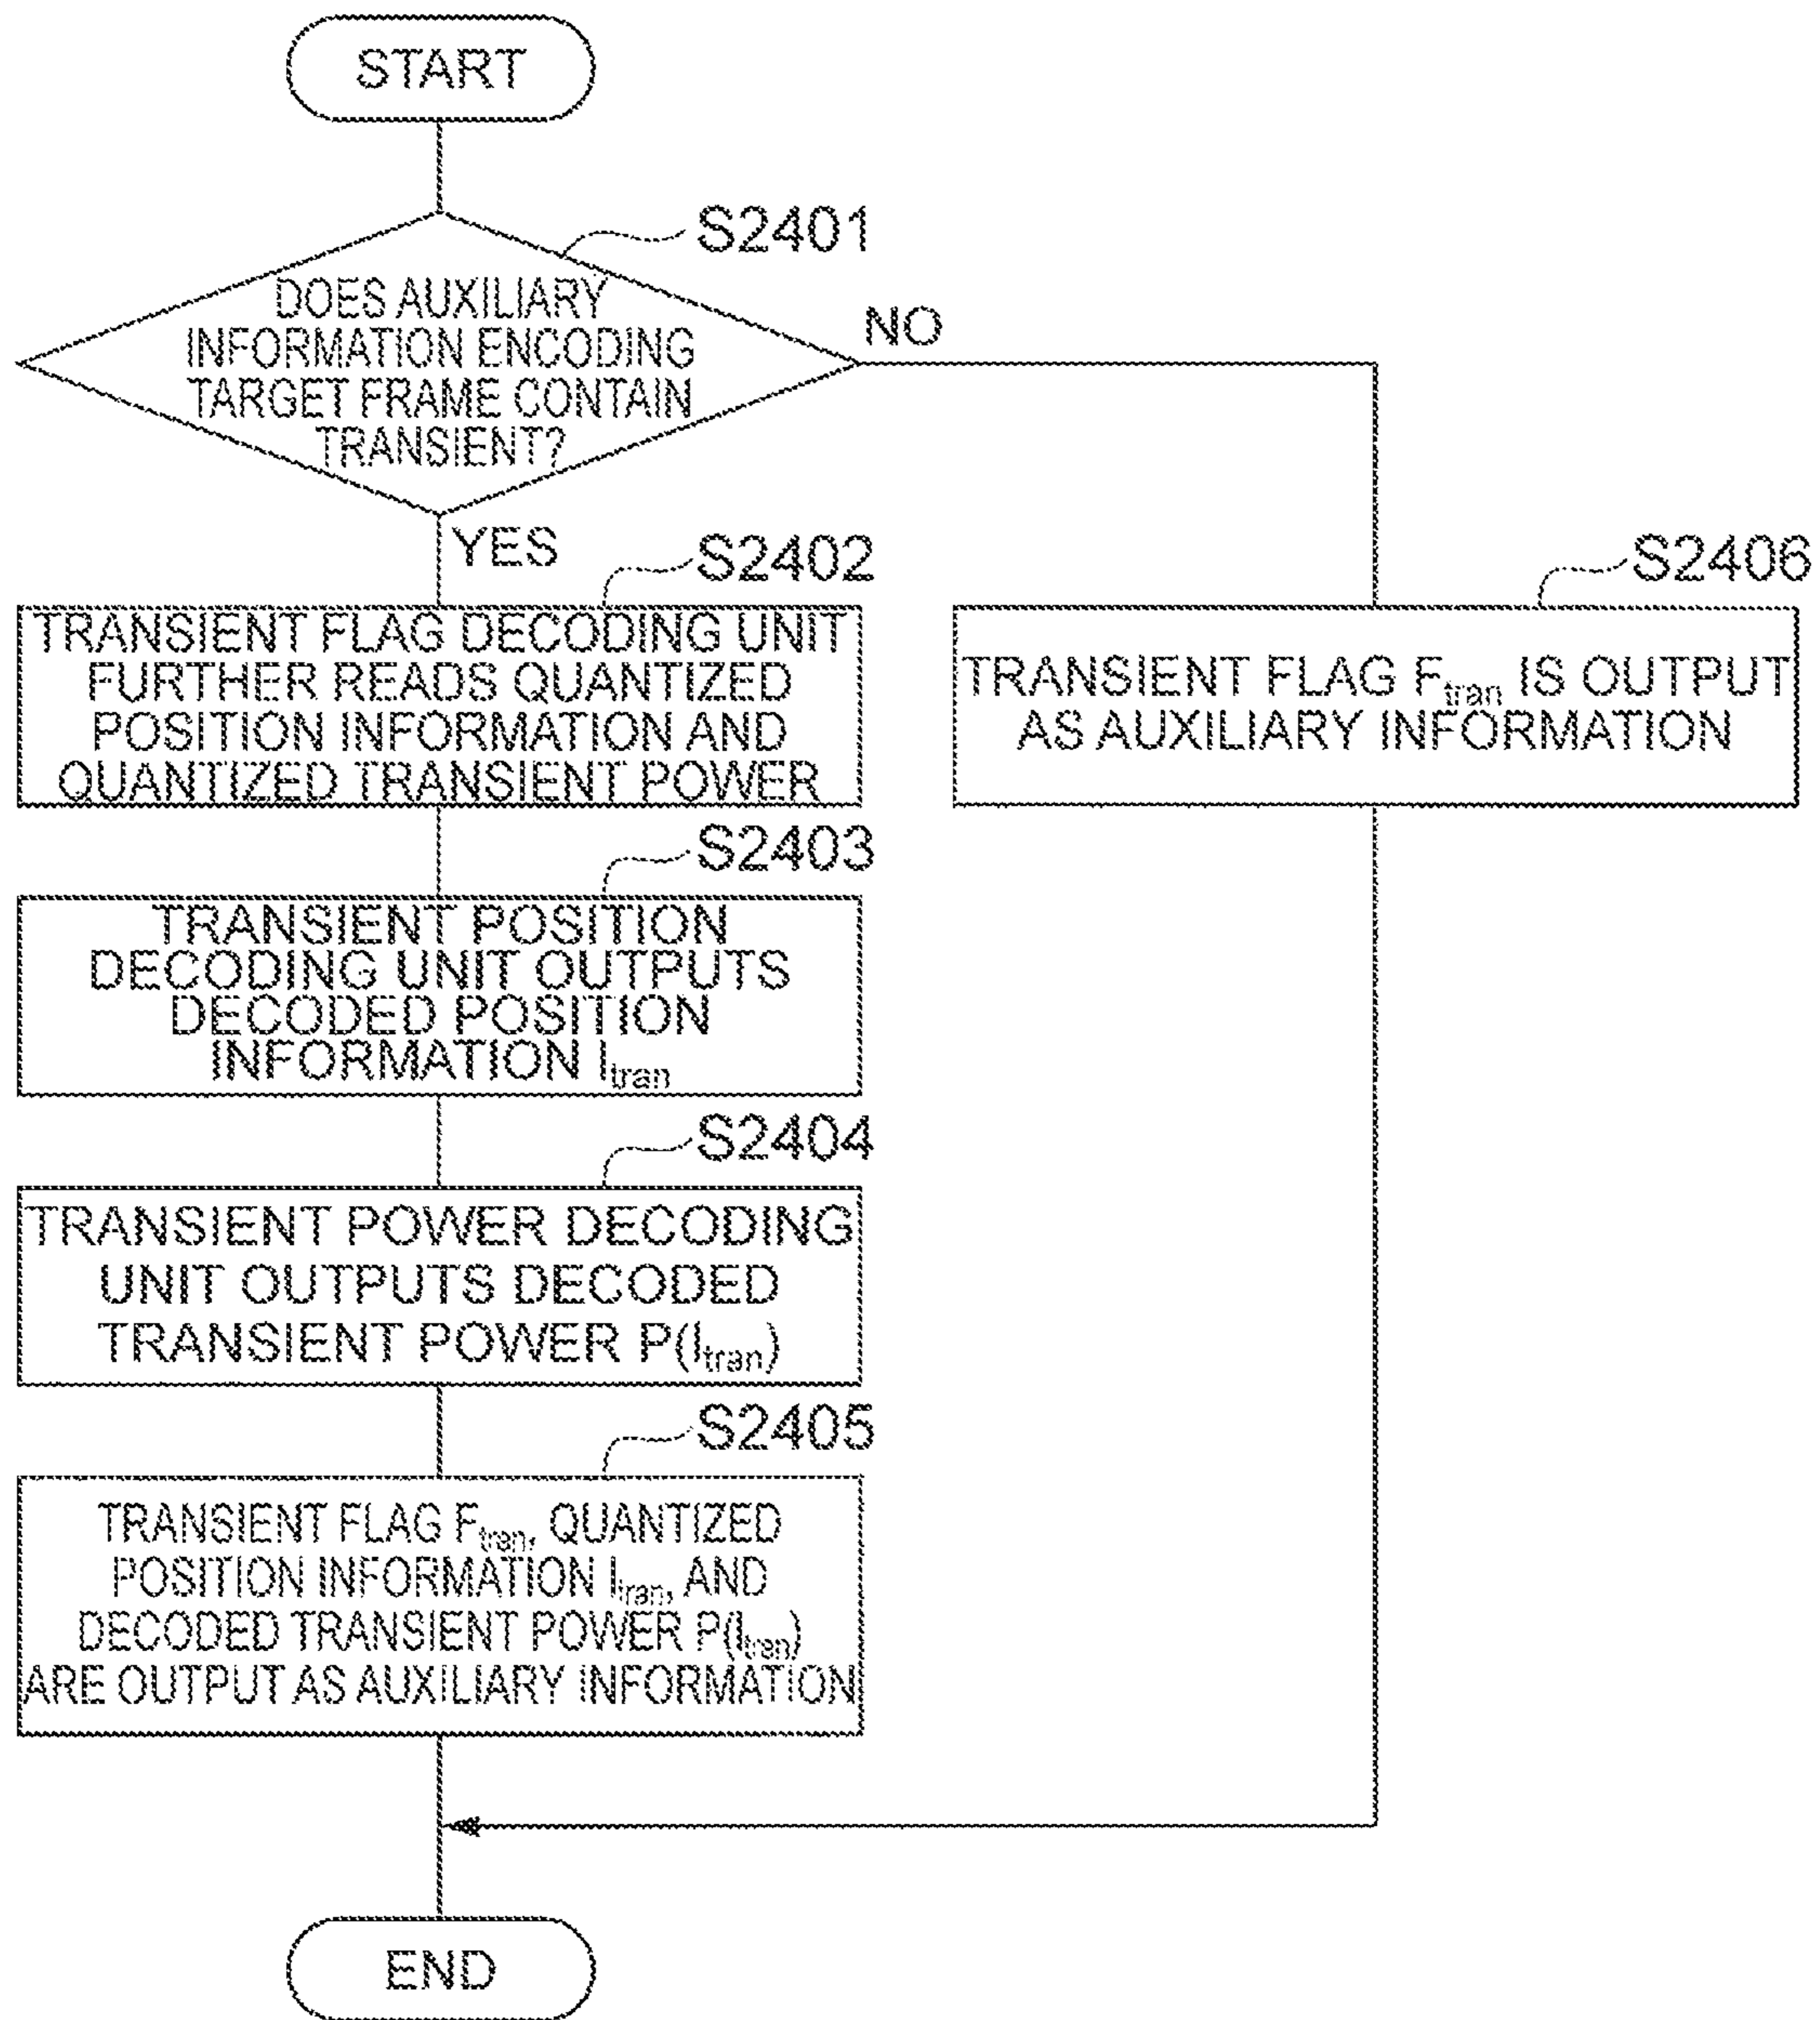 START
S2401
DOES AUXILIARY
INFORMATION ENCODING
TARGET FRAME CONTAIN
TRANSIENT?
NO
YES
S2402
TRANSIENT FLAG DECODING UNIT
FURTHER READS QUANTIZED
POSITION INFORMATION AND
QUANTIZED TRANSIENT POWER
S2406
TRANSIENT FLAG Ftran IS OUTPUT
AS AUXILIARY INFORMATION
S2403
TRANSIENT POSITION
DECODING UNIT OUTPUTS
DECODED POSITION
INFORMATION Itran
S2404
TRANSIENT POWER DECODING
UNIT OUTPUTS DECODED
TRANSIENT POWER P(Itran)
S2405
TRANSIENT FLAG Ftran, QUANTIZED
POSITION INFORMATION Itran, AND
DECODED TRANSIENT POWER P(Itran)
ARE OUTPUT AS AUXILIARY INFORMATION
END